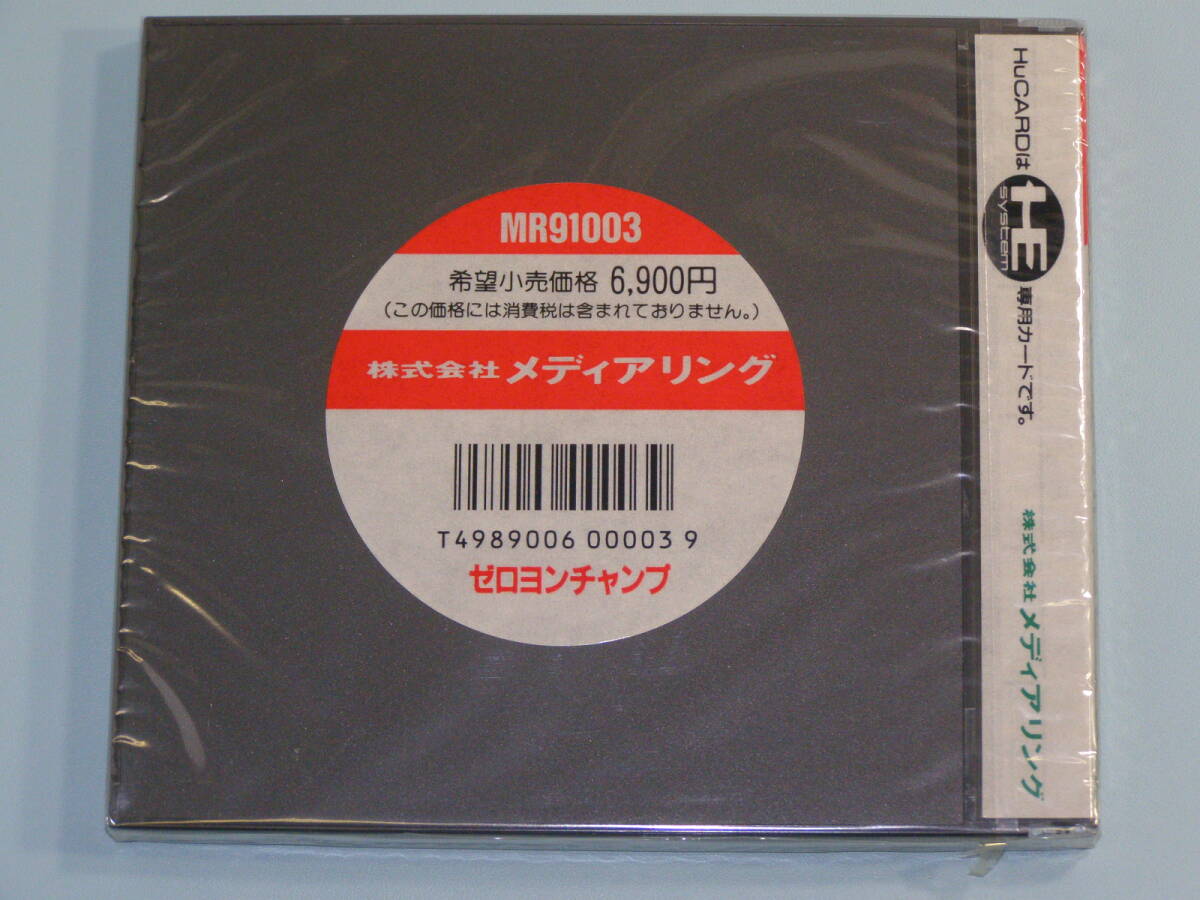 MR91003
希望小売価格 6,900円
(この価格には消費税は含まれておりません。)
株式会社 メディアリング
T4989006 00003 9
ゼロヨンチャンプ
HuCARDは HE system 専用カードです。
株式会社 メディアリング